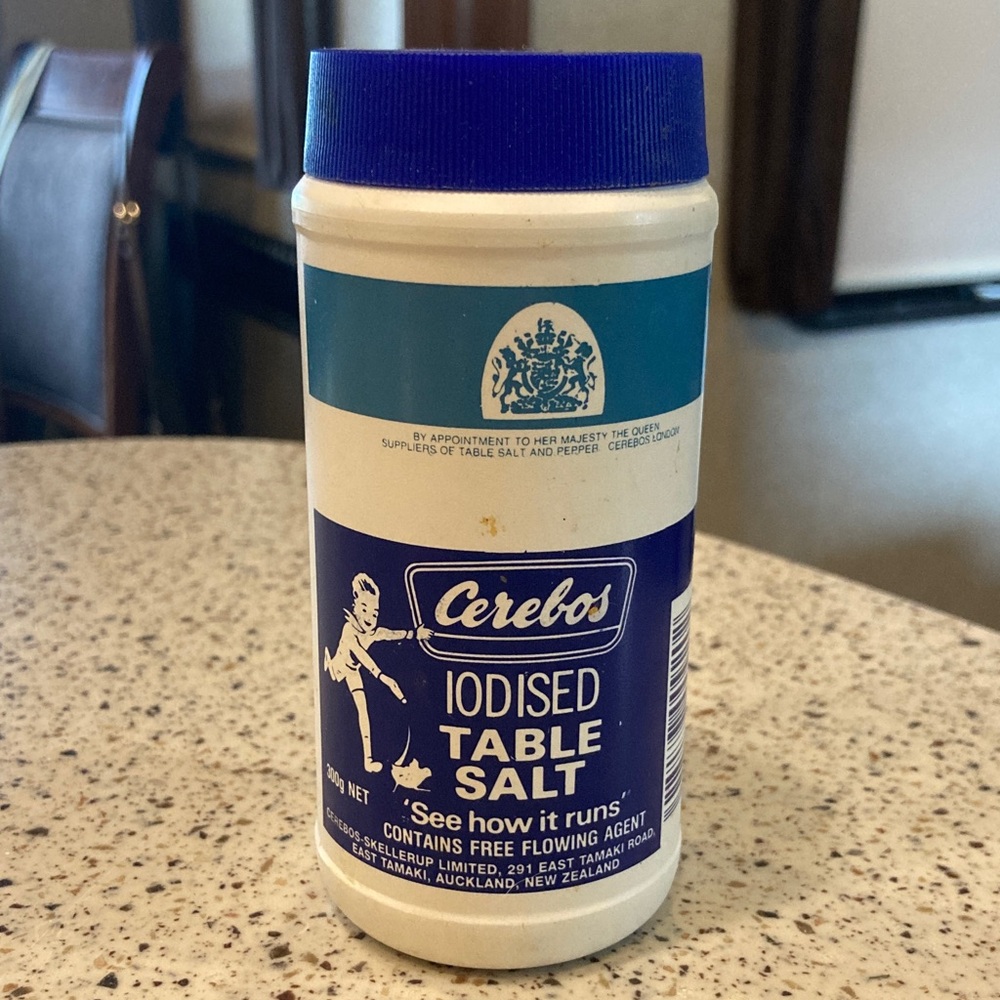 BY APPOINTMENT TO HER MAJESTY THE QUEEN
SUPPLIERS OF TABLE SALT AND PEPPER CEREBOS LONDON
Cerebos
IODISED
TABLE
SALT
300g NET
'See how it runs'
CONTAINS FREE FLOWING AGENT
CEREBOS-SKELLERUP LIMITED, 291 EAST TAMAKI ROAD,
EAST TAMAKI, AUCKLAND, NEW ZEALAND